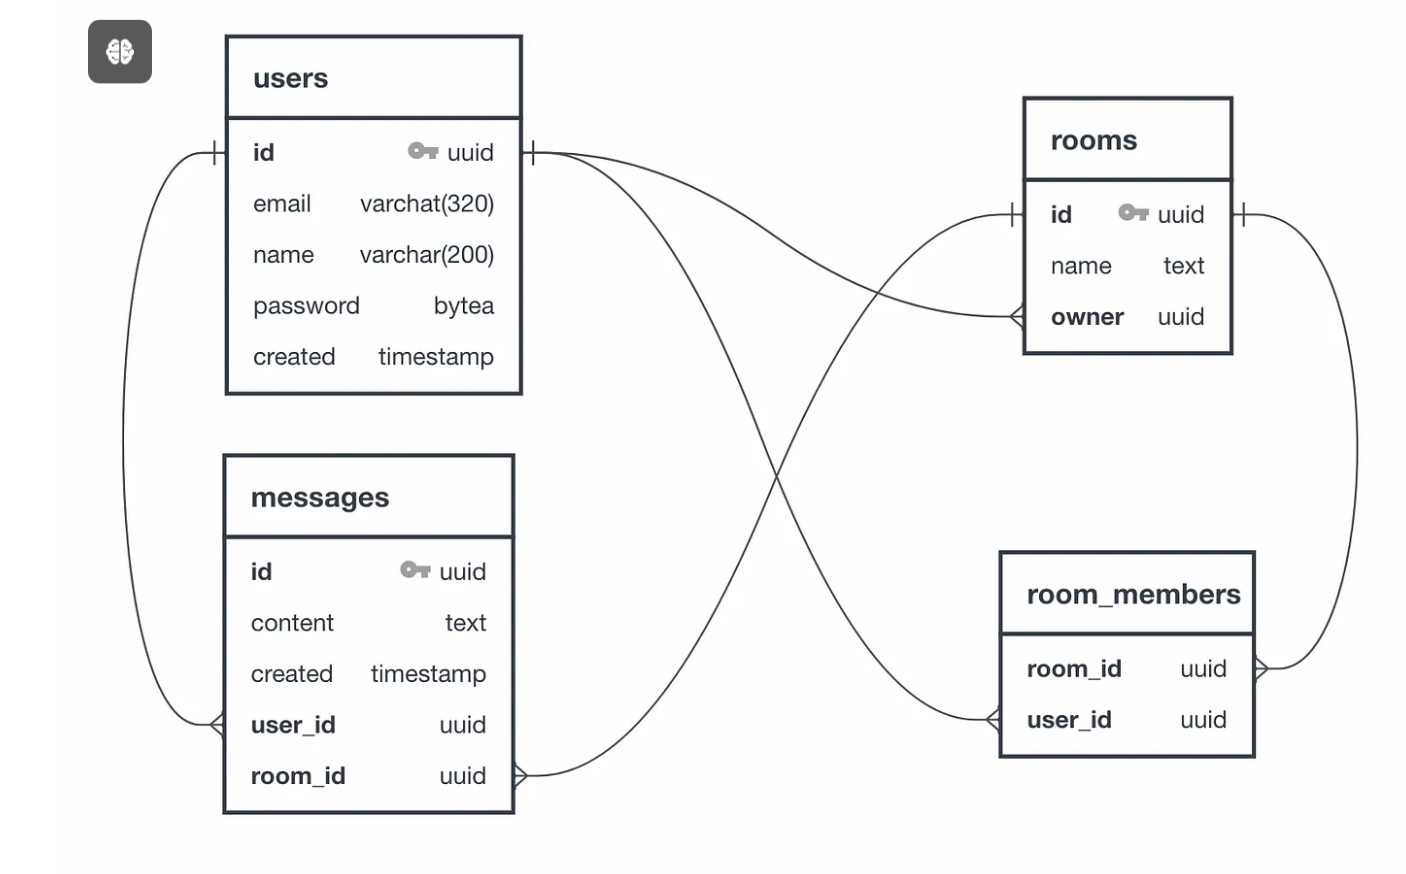 users
id uuid
email varchat(320)
name varchar(200)
password bytea
created timestamp
messages
id uuid
content text
created timestamp
user_id uuid
room_id uuid
rooms
id uuid
name text
owner uuid
room_members
room_id uuid
user_id uuid